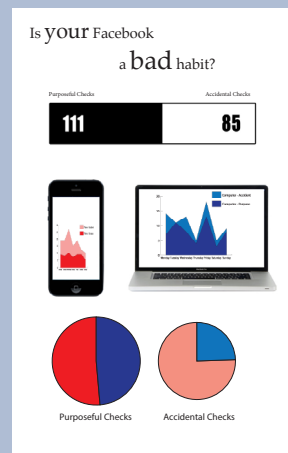 Is your Facebook
a bad habit?
Purposeful Checks Accidental Checks
111 85
Computer - Accident
Computer - Purpose
Monday Tuesday Wednesday Thursday Friday Saturday Sunday
Purposeful Checks Accidental Checks